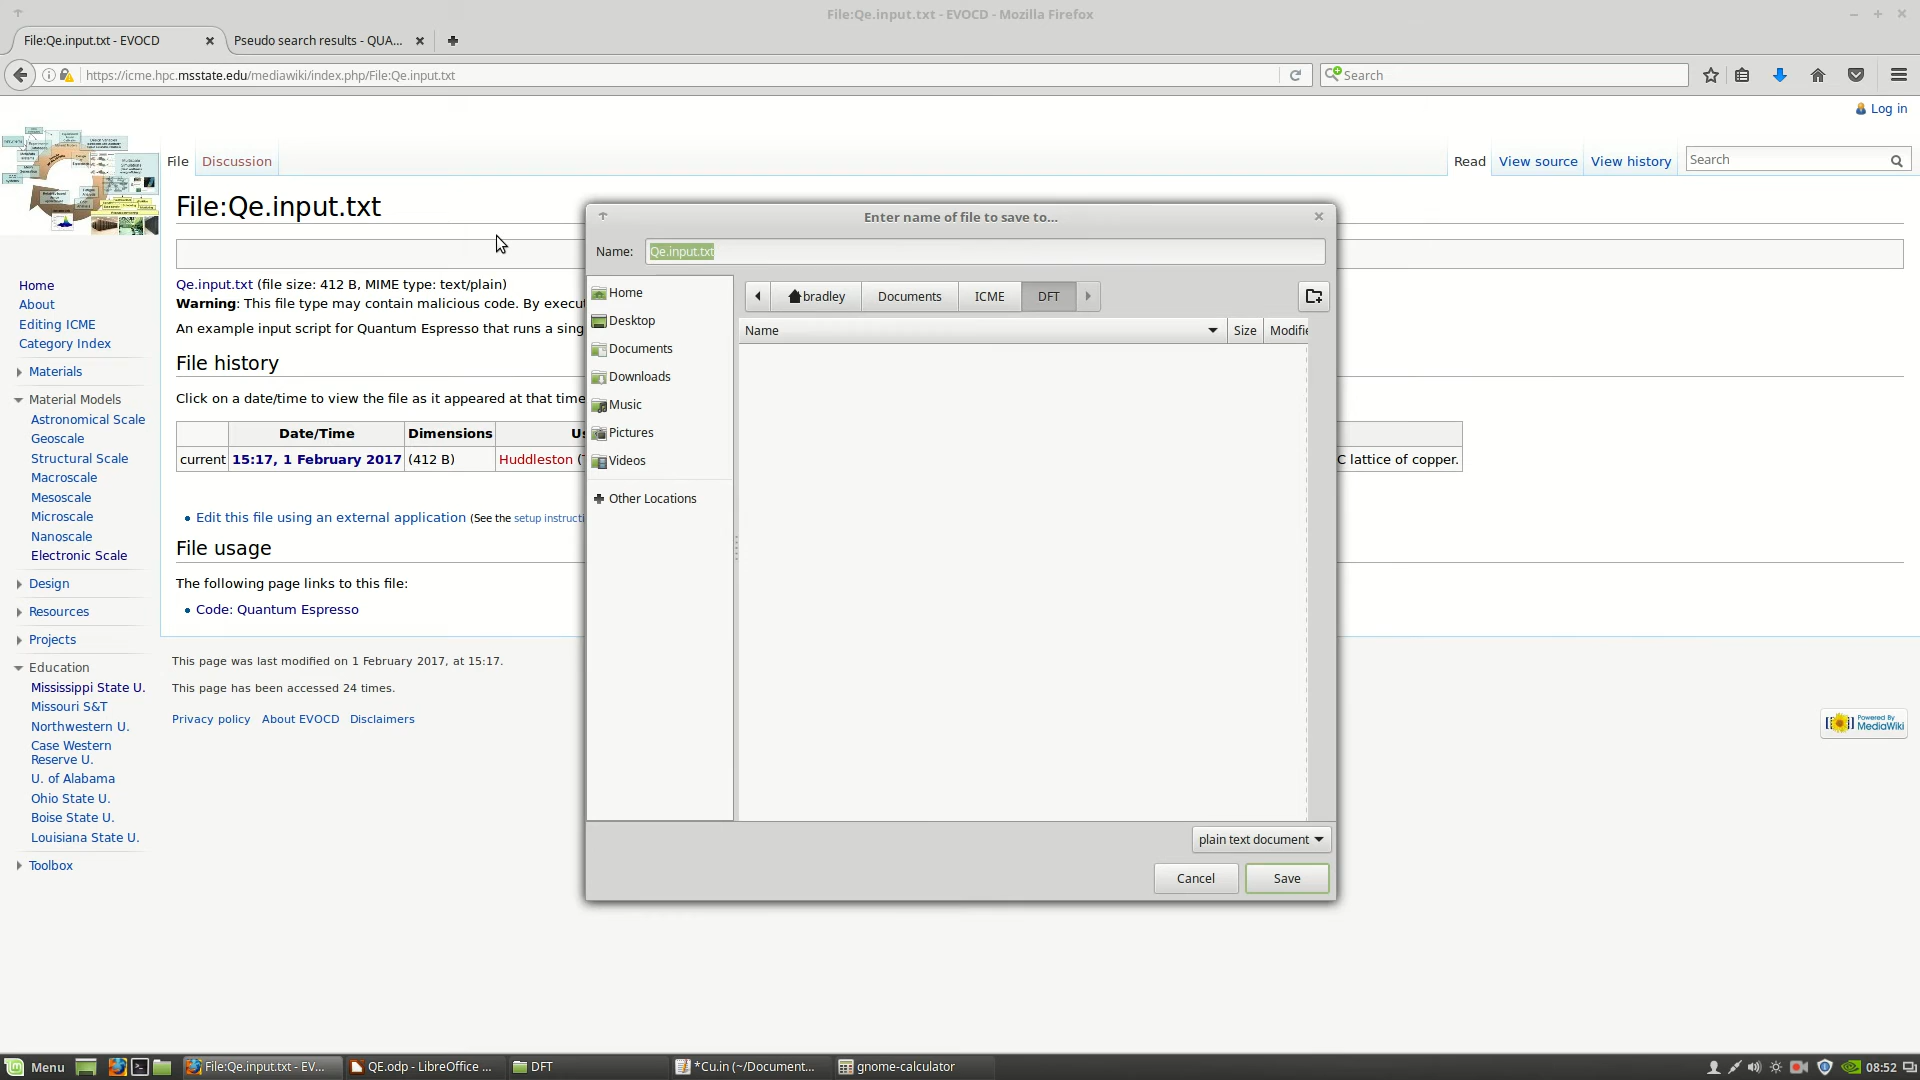 File:Qe.input.txt - EVOCD - Mozilla Firefox
File:Qe.input.txt - EVOCD
Pseudo search results - QUA...
https://icme.hpc.msstate.edu/mediawiki/index.php/File:Qe.input.txt
Search
Log in
File
Discussion
Read
View source
View history
Search
File:Qe.input.txt
Qe.input.txt (file size: 412 B, MIME type: text/plain)
Warning: This file type may contain malicious code. By execu
An example input script for Quantum Espresso that runs a sing
File history
Click on a date/time to view the file as it appeared at that time
Date/Time
Dimensions
current
15:17, 1 February 2017
(412 B)
Huddleston
C lattice of copper.
Edit this file using an external application (See the setup instructi
File usage
The following page links to this file:
Code: Quantum Espresso
This page was last modified on 1 February 2017, at 15:17.
This page has been accessed 24 times.
Privacy policy
About EVOCD
Disclaimers
Powered By
MediaWiki
Home
About
Editing ICME
Category Index
Materials
Material Models
Astronomical Scale
Geoscale
Structural Scale
Macroscale
Mesoscale
Microscale
Nanoscale
Electronic Scale
Design
Resources
Projects
Education
Mississippi State U.
Missouri S&T
Northwestern U.
Case Western
Reserve U.
U. of Alabama
Ohio State U.
Boise State U.
Louisiana State U.
Toolbox
Enter name of file to save to...
Name:
Qe.input.txt
Home
Desktop
Documents
Downloads
Music
Pictures
Videos
Other Locations
bradley
Documents
ICME
DFT
Name
Size
Modifie
plain text document
Cancel
Save
Menu
File:Qe.input.txt - EV...
QE.odp - LibreOffice ...
DFT
*Cu.in (~/Document...
gnome-calculator
08:52